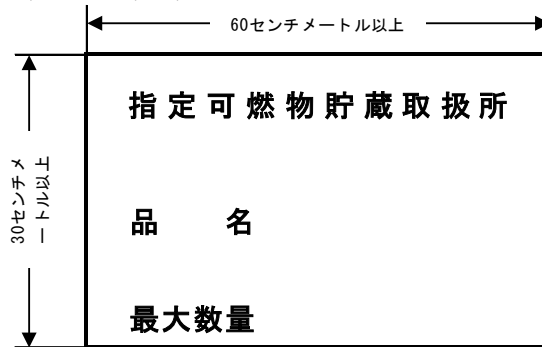 60センチメートル以上
30センチメ
ートル以上
指定可燃物貯蔵取扱所
品　　名
最大数量